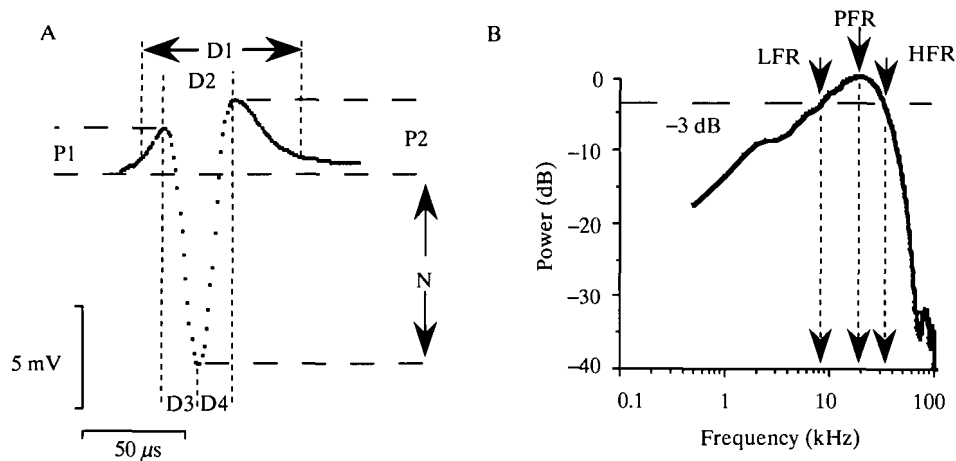 A
D1
D2
P1
P2
N
5 mV
D3 D4
50 µs
B
PFR
LFR
HFR
0
−3 dB
−10
−20
−30
−40
Power (dB)
0.1
1
10
100
Frequency (kHz)